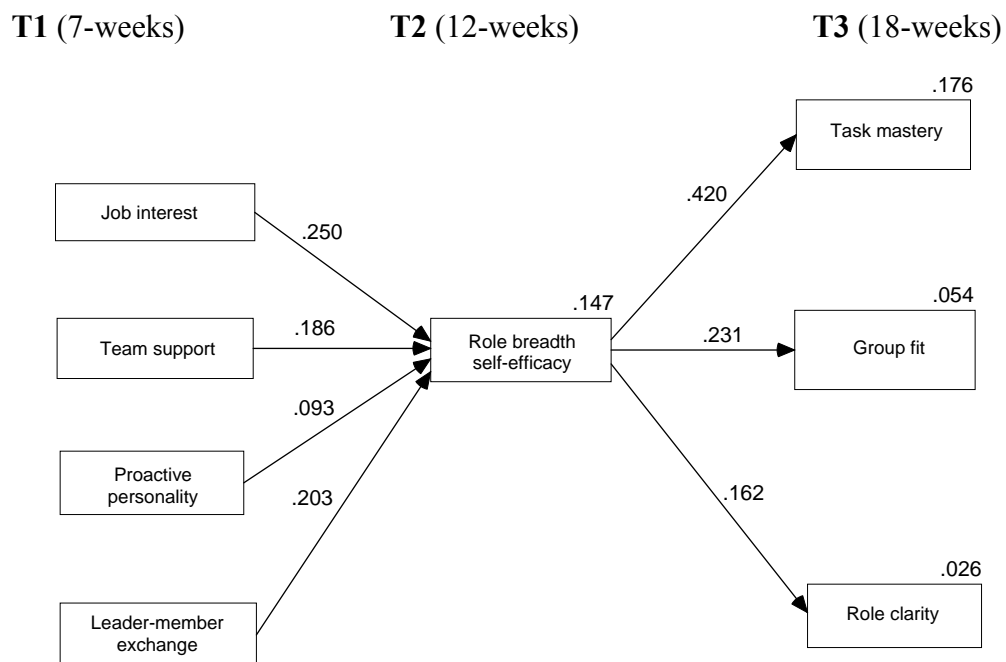 T1 (7-weeks) T2 (12-weeks) T3 (18-weeks)
.176
Task mastery
.420
Job interest
.250
.147
.054
Team support
.186
Role breadth
self-efficacy
.231
Group fit
.093
Proactive
personality
.203
.162
.026
Leader-member
exchange
Role clarity